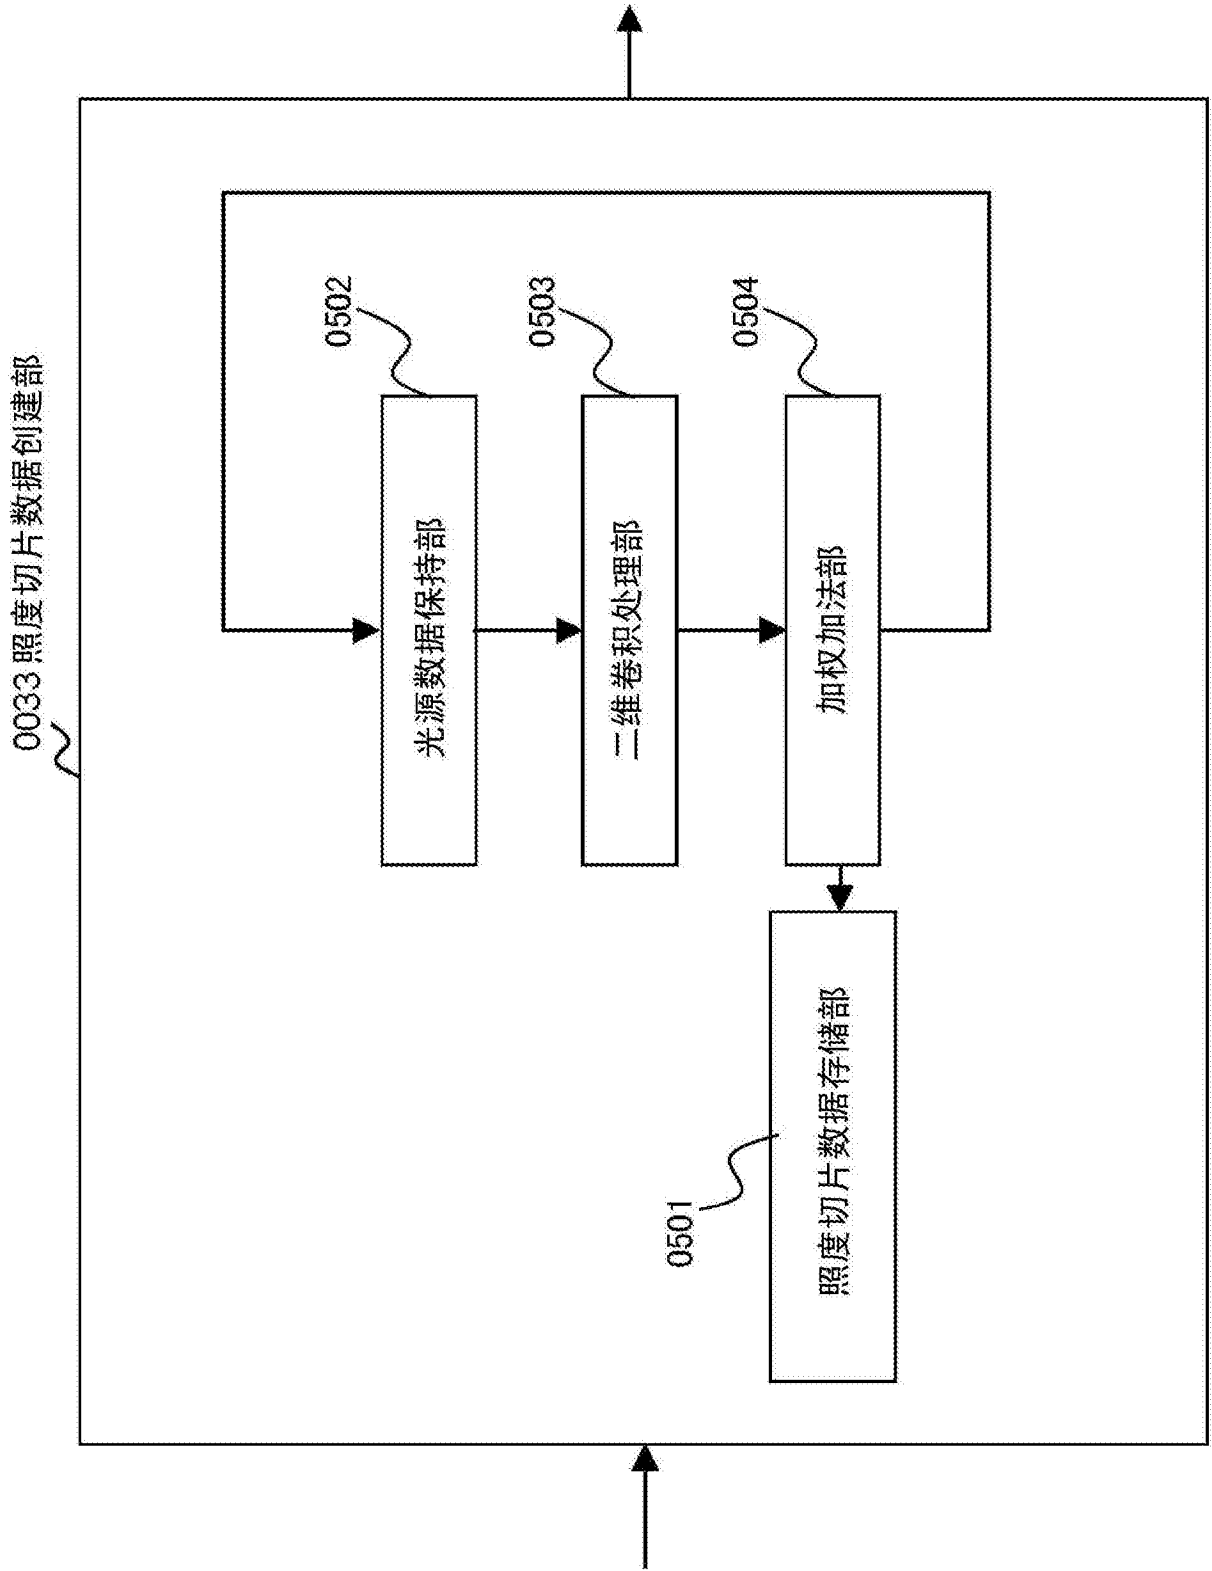 0033 照度切片数据创建部
0502
光源数据保持部
0503
二维卷积处理部
0504
加权加法部
0501
照度切片数据存储部